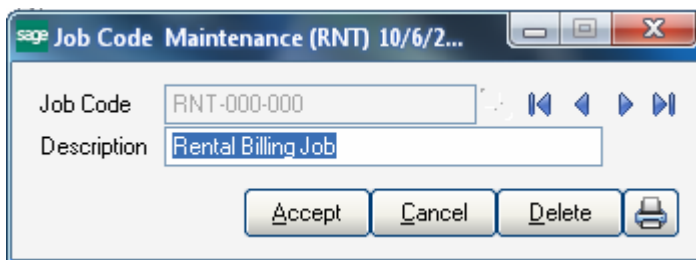 sage Job Code Maintenance (RNT) 10/6/2...
Job Code RNT-000-000
Description Rental Billing Job
Accept Cancel Delete